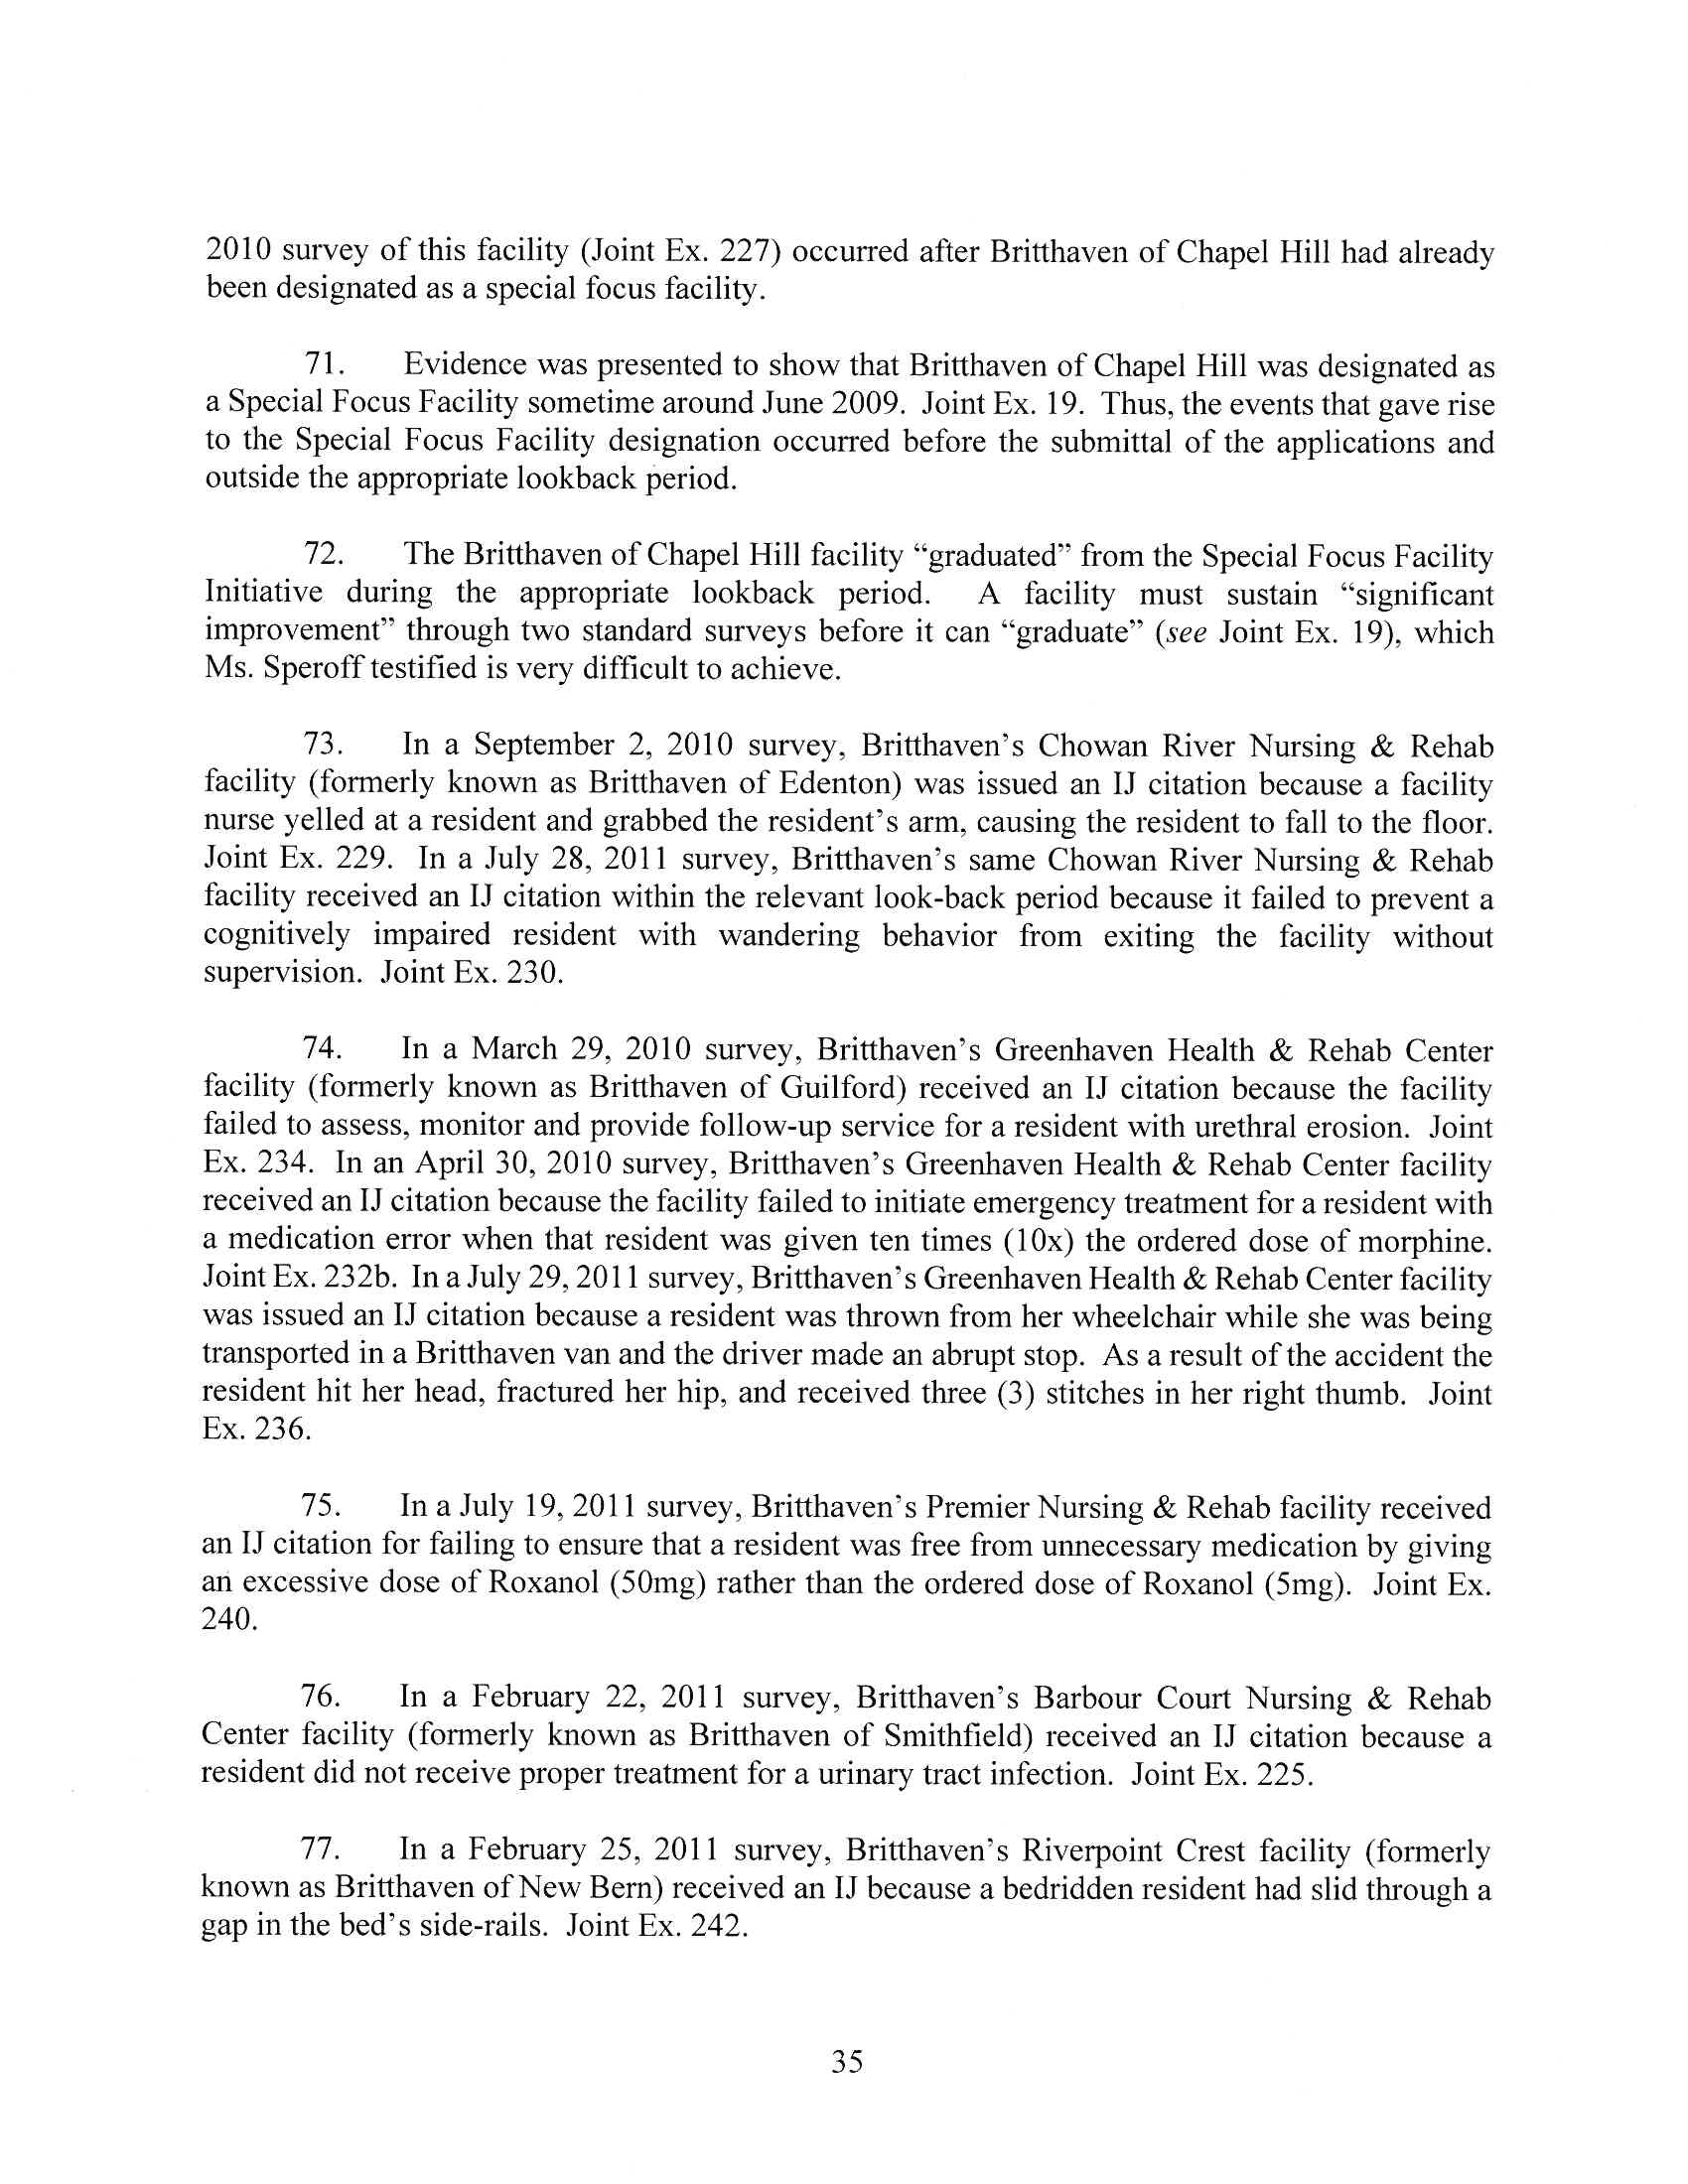 2010 survey of this facility (Joint Ex. 227) occurred after Britthaven of Chapel Hill had already
been designated as a special focus facility.
71. Evidence was presented to show that Britthaven of Chapel Hill was designated as
a Special Focus Facility sometime around June 2009. Joint Ex. 19. Thus, the events that gave rise
to the Special Focus Facility designation occurred before the submittal of the applications and
outside the appropriate lookback period.
72. The Britthaven of Chapel Hill facility “graduated” from the Special Focus Facility
Initiative during the appropriate lookback period. A facility must sustain “significant
improvement” through two standard surveys before it can “graduate” (see Joint Ex. 19), which
Ms. Speroff testified is very difficult to achieve.
73. In a September 2, 2010 survey, Britthaven’s Chowan River Nursing & Rehab
facility (formerly known as Britthaven of Edenton) was issued an IJ citation because a facility
nurse yelled at a resident and grabbed the resident’s arm, causing the resident to fall to the floor.
Joint Ex. 229. In a July 28, 2011 survey, Britthaven’s same Chowan River Nursing & Rehab
facility received an IJ citation within the relevant look-back period because it failed to prevent a
cognitively impaired resident with wandering behavior from exiting the facility without
supervision. Joint Ex. 230.
74. In a March 29, 2010 survey, Britthaven’s Greenhaven Health & Rehab Center
facility (formerly known as Britthaven of Guilford) received an IJ citation because the facility
failed to assess, monitor and provide follow-up service for a resident with urethral erosion. Joint
Ex. 234. In an April 30, 2010 survey, Britthaven’s Greenhaven Health & Rehab Center facility
received an IJ citation because the facility failed to initiate emergency treatment for a resident with
a medication error when that resident was given ten times (10x) the ordered dose of morphine.
Joint Ex. 232b. In a July 29, 2011 survey, Britthaven’s Greenhaven Health & Rehab Center facility
was issued an IJ citation because a resident was thrown from her wheelchair while she was being
transported in a Britthaven van and the driver made an abrupt stop. As a result of the accident the
resident hit her head, fractured her hip, and received three (3) stitches in her right thumb. Joint
Ex. 236.
75. In a July 19, 2011 survey, Britthaven’s Premier Nursing & Rehab facility received
an IJ citation for failing to ensure that a resident was free from unnecessary medication by giving
an excessive dose of Roxanol (50mg) rather than the ordered dose of Roxanol (5mg). Joint Ex.
240.
76. In a February 22, 2011 survey, Britthaven’s Barbour Court Nursing & Rehab
Center facility (formerly known as Britthaven of Smithfield) received an IJ citation because a
resident did not receive proper treatment for a urinary tract infection. Joint Ex. 225.
77. In a February 25, 2011 survey, Britthaven’s Riverpoint Crest facility (formerly
known as Britthaven of New Bern) received an IJ because a bedridden resident had slid through a
gap in the bed’s side-rails. Joint Ex. 242.
35